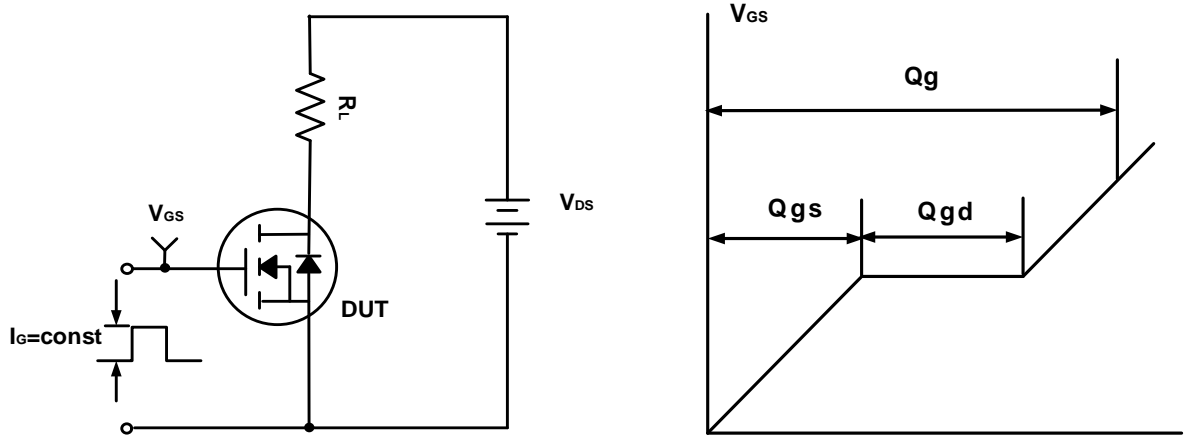 RL
VGS
VDS
DUT
IG=const
VGS
Qg
Qgs
Qgd